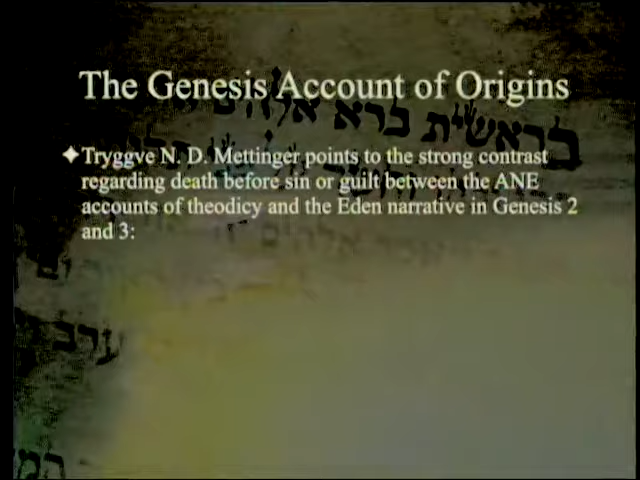 The Genesis Account of Origins
בראשית ברא אלהים
✦Tryggve N. D. Mettinger points to the strong contrast
regarding death before sin or guilt between the ANE
accounts of theodicy and the Eden narrative in Genesis 2
and 3:
ערב